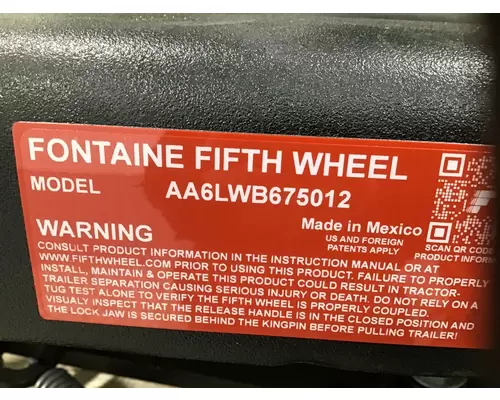 FONTAINE FIFTH WHEEL
MODEL AA6LWB675012
Made in Mexico
US AND FOREIGN
PATENTS APPLY
SCAN QR CODE
PRODUCT INFORM
WARNING
CONSULT PRODUCT INFORMATION IN THE INSTRUCTION MANUAL OR AT
WWW.FIFTHWHEEL.COM PRIOR TO USING THIS PRODUCT. FAILURE TO PROPERLY
INSTALL, MAINTAIN & OPERATE THIS PRODUCT COULD RESULT IN TRACTOR-
TRAILER SEPARATION CAUSING SERIOUS INJURY OR DEATH. DO NOT RELY ON A
TUG TEST ALONE TO VERIFY THE FIFTH WHEEL IS PROPERLY COUPLED.
VISUALY INSPECT THAT THE RELEASE HANDLE IS IN THE CLOSED POSITION AND
THE LOCK JAW IS SECURED BEHIND THE KINGPIN BEFORE PULLING TRAILER!